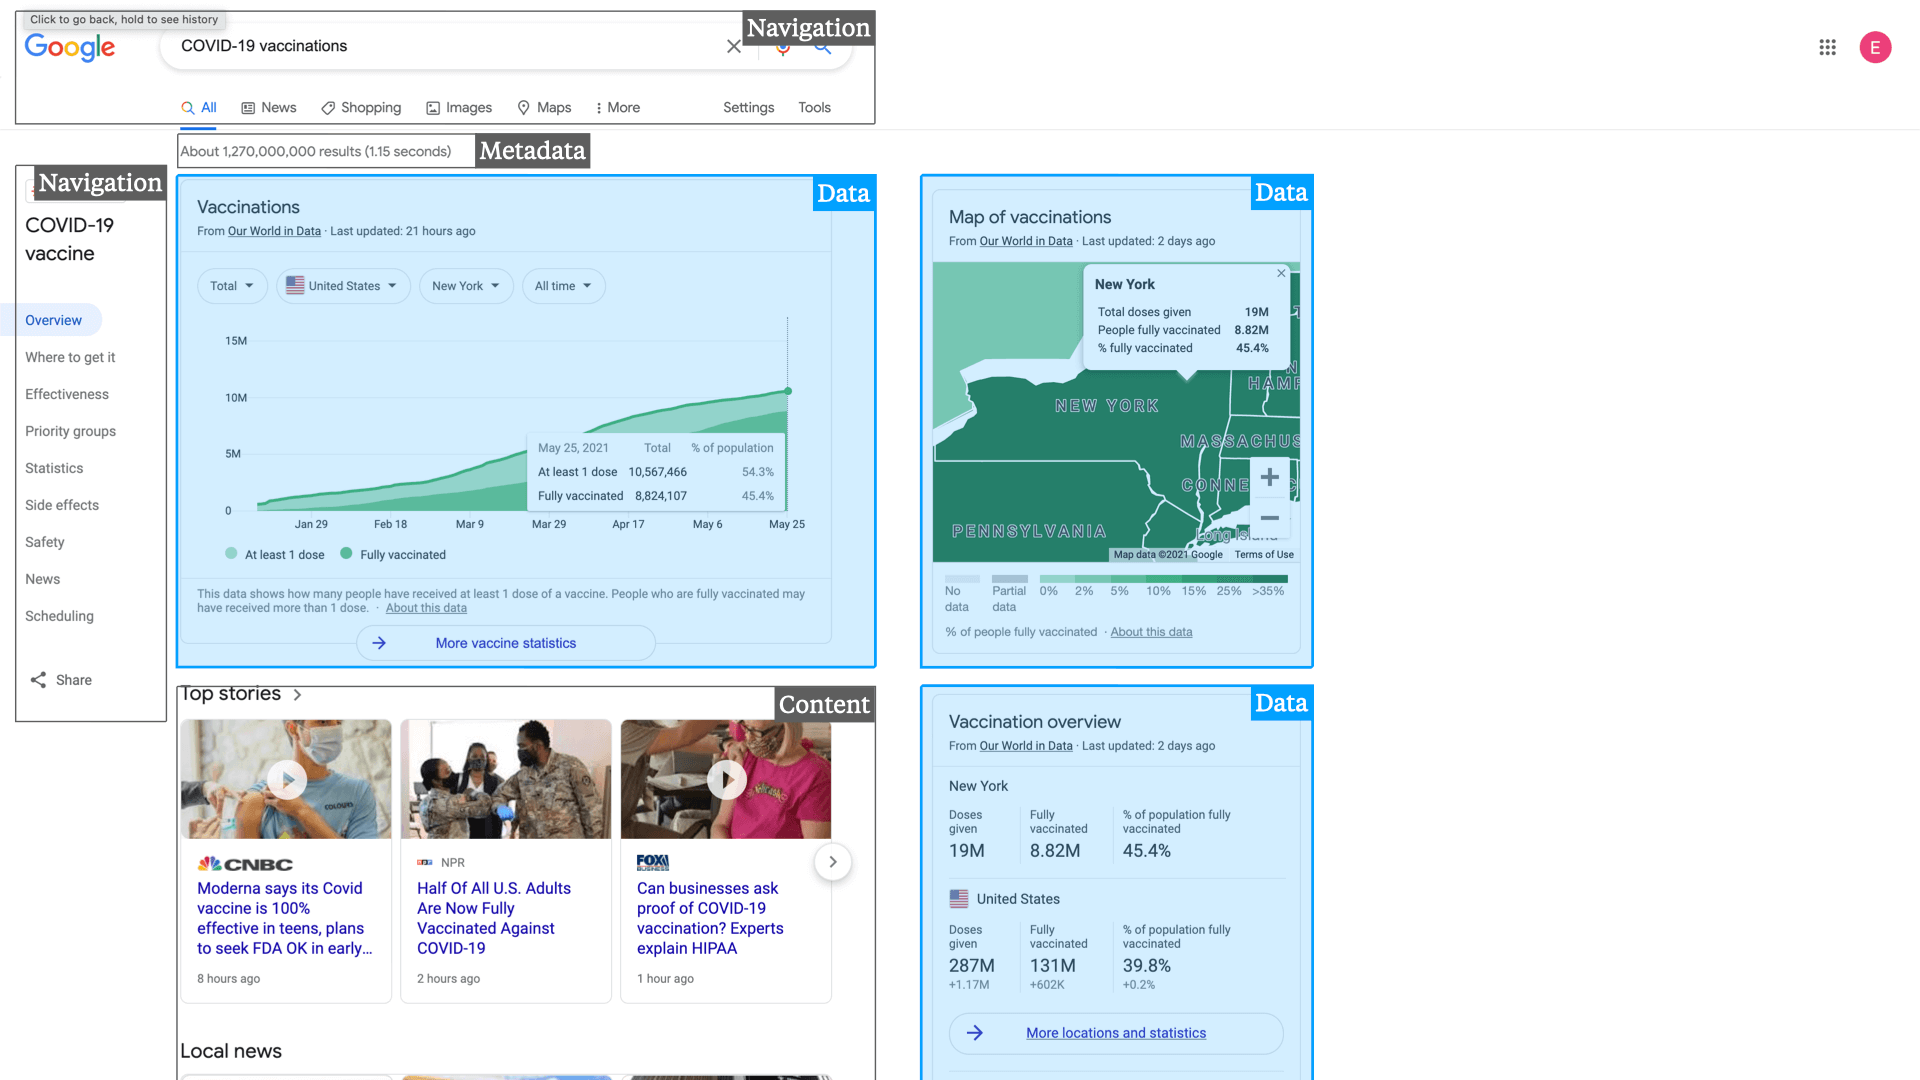 Click to go back, hold to see history
Navigation
Google
COVID-19 vaccinations
All
News
Shopping
Images
Maps
More
Settings
Tools
About 1,270,000,000 results (1.15 seconds)
Metadata
Navigation
COVID-19
vaccine
Overview
Where to get it
Effectiveness
Priority groups
Statistics
Side effects
Safety
News
Scheduling
Share
Data
Vaccinations
From Our World in Data · Last updated: 21 hours ago
Total
United States
New York
All time
15M
10M
5M
0
May 25, 2021 Total % of population
At least 1 dose 10,567,466 54.3%
Fully vaccinated 8,824,107 45.4%
Jan 29 Feb 18 Mar 9 Mar 29 Apr 17 May 6 May 25
At least 1 dose Fully vaccinated
This data shows how many people have received at least 1 dose of a vaccine. People who are fully vaccinated may
have received more than 1 dose. · About this data
More vaccine statistics
Data
Map of vaccinations
From Our World in Data · Last updated: 2 days ago
New York
Total doses given 19M
People fully vaccinated 8.82M
% fully vaccinated 45.4%
HAMP
NEW YORK
MASSACHUS
CONNE
PENNSYLVANIA
Long Island
Map data ©2021 Google Terms of Use
No
data
Partial
data
0% 2% 5% 10% 15% 25% >35%
% of people fully vaccinated · About this data
Content
Top stories
COLOURS
CNBC
Moderna says its Covid
vaccine is 100%
effective in teens, plans
to seek FDA OK in early...
8 hours ago
NPR
Half Of All U.S. Adults
Are Now Fully
Vaccinated Against
COVID-19
2 hours ago
FOX
BUSINESS
Can businesses ask
proof of COVID-19
vaccination? Experts
explain HIPAA
1 hour ago
Local news
Data
Vaccination overview
From Our World in Data · Last updated: 2 days ago
New York
Doses
given
19M
Fully
vaccinated
8.82M
% of population fully
vaccinated
45.4%
United States
Doses
given
287M
+1.17M
Fully
vaccinated
131M
+602K
% of population fully
vaccinated
39.8%
+0.2%
More locations and statistics
E